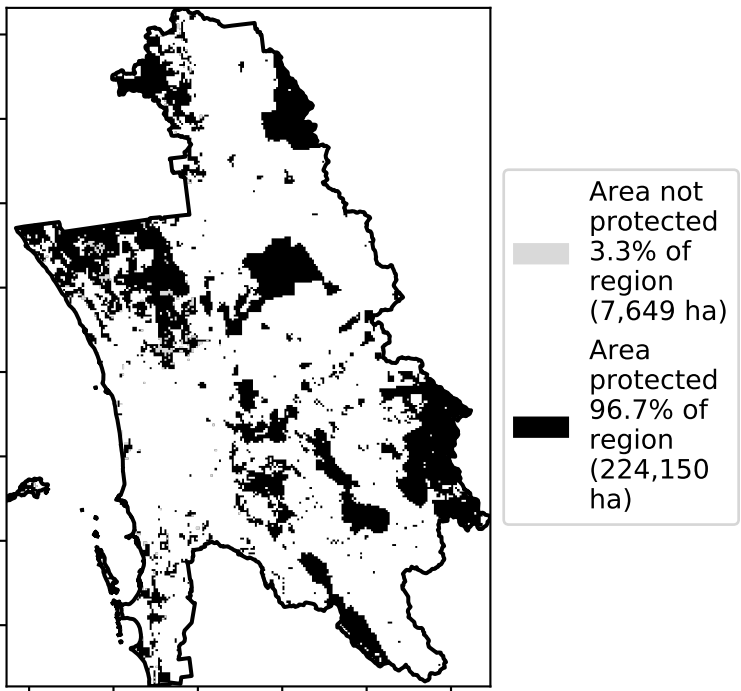 Area not
protected
3.3% of
region
(7,649 ha)
Area
protected
96.7% of
region
(224,150
ha)